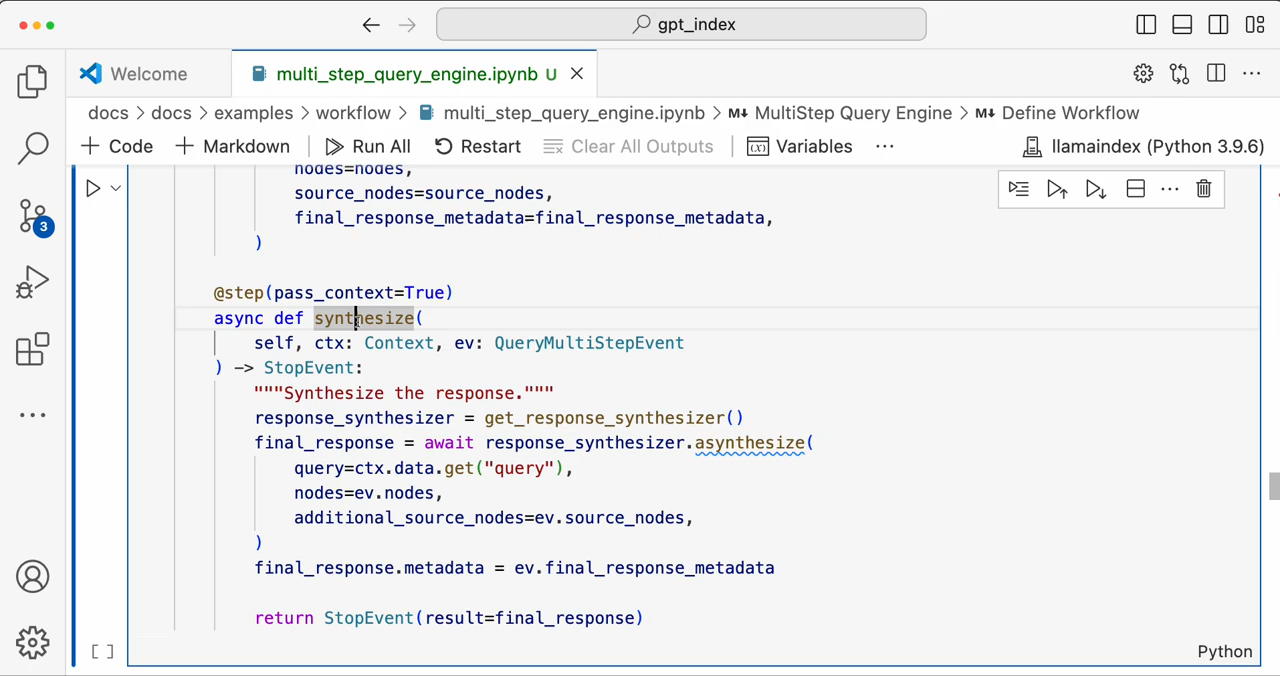 gpt_index
Welcome
multi_step_query_engine.ipynb U
docs > docs > examples > workflow > multi_step_query_engine.ipynb > M↓ MultiStep Query Engine > M↓ Define Workflow
+ Code + Markdown Run All Restart Clear All Outputs (x) Variables ··· llamaindex (Python 3.9.6)
nodes=nodes,
source_nodes=source_nodes,
final_response_metadata=final_response_metadata,
)
@step(pass_context=True)
async def synthesize(
self, ctx: Context, ev: QueryMultiStepEvent
) -> StopEvent:
"""Synthesize the response."""
response_synthesizer = get_response_synthesizer()
final_response = await response_synthesizer.asynthesize(
query=ctx.data.get("query"),
nodes=ev.nodes,
additional_source_nodes=ev.source_nodes,
)
final_response.metadata = ev.final_response_metadata
return StopEvent(result=final_response)
[ ]
Python
3